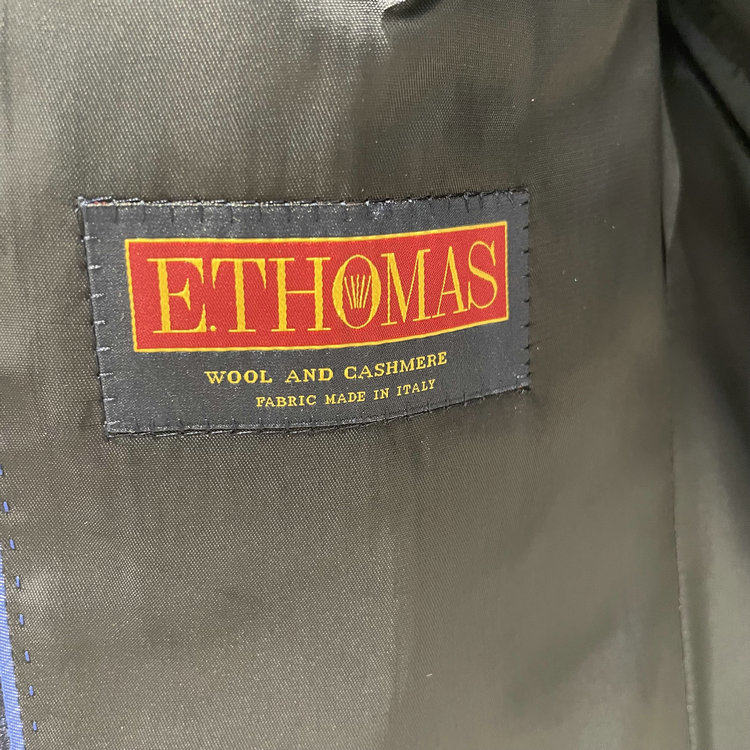 E.THOMAS
WOOL AND CASHMERE
FABRIC MADE IN ITALY